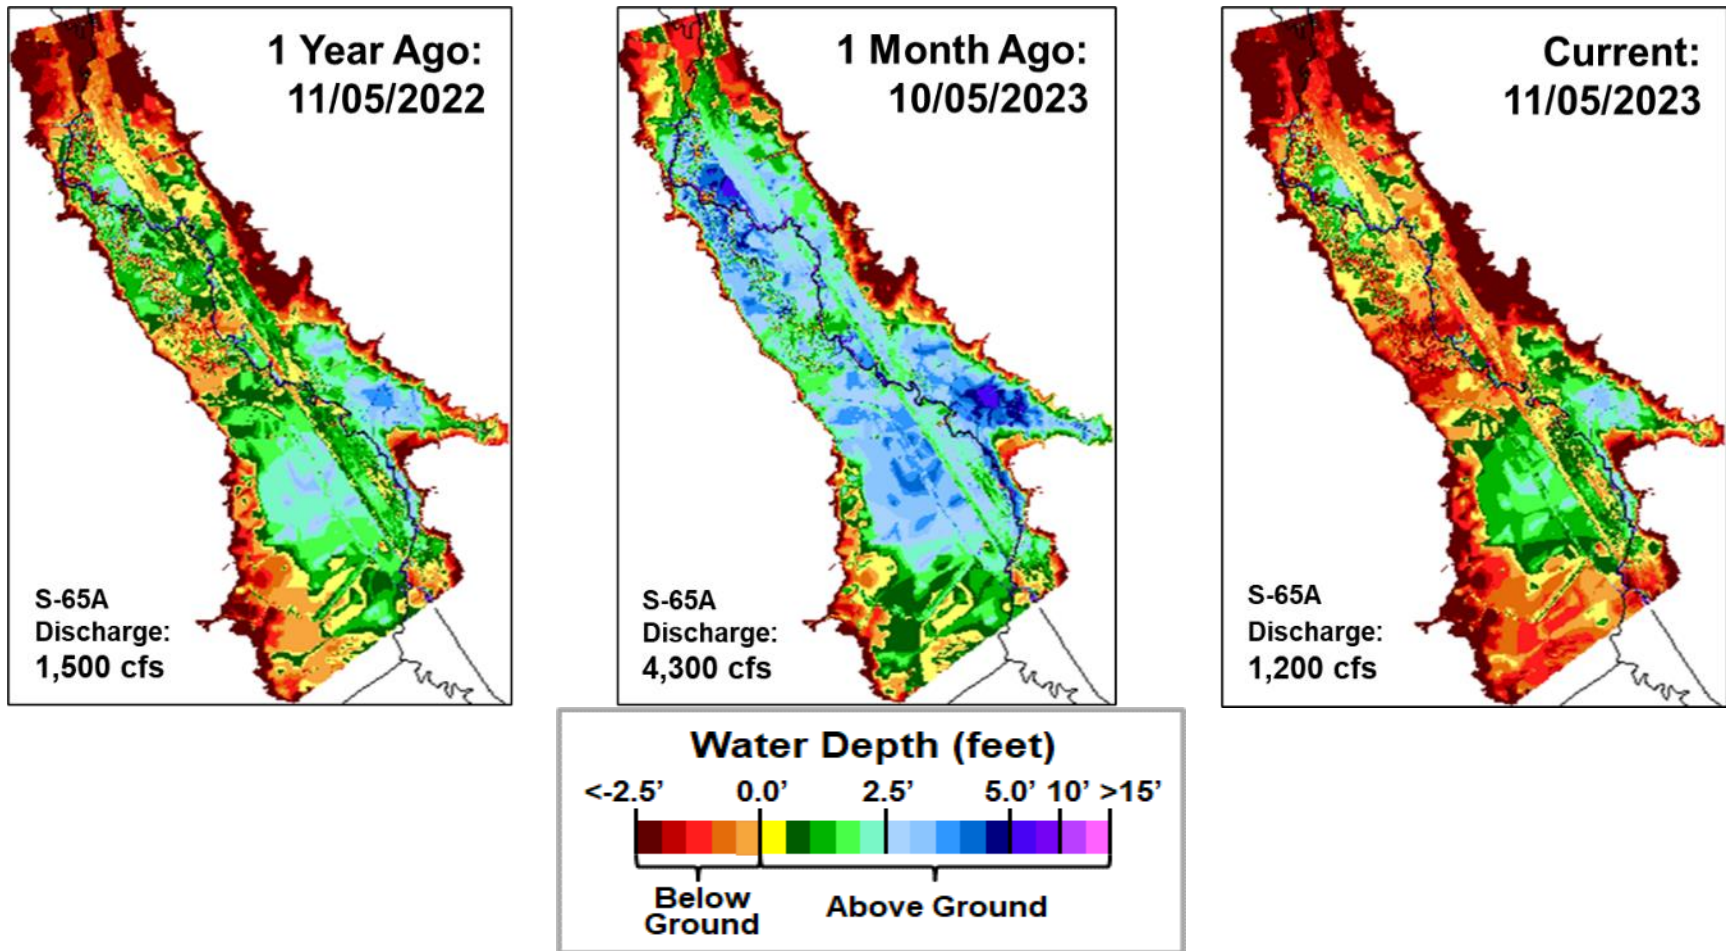 1 Year Ago:
11/05/2022
S-65A
Discharge:
1,500 cfs
1 Month Ago:
10/05/2023
S-65A
Discharge:
4,300 cfs
Current:
11/05/2023
S-65A
Discharge:
1,200 cfs
Water Depth (feet)
<-2.5’ 0.0’ 2.5’ 5.0’ 10’ >15’
Below
Ground
Above Ground